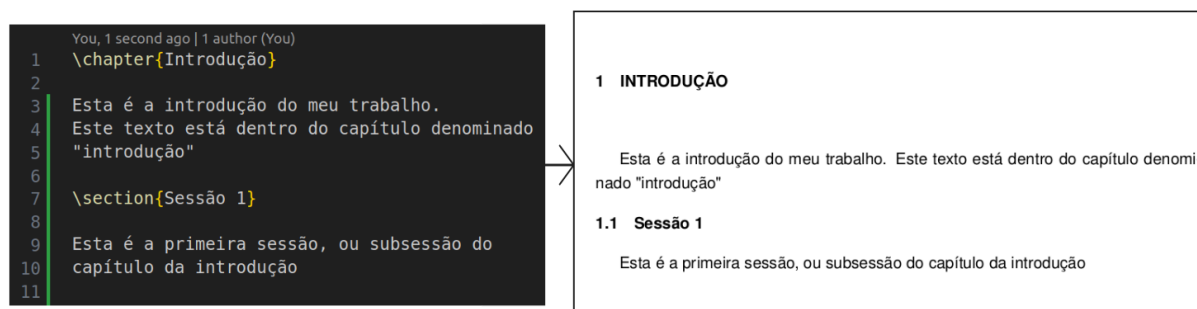 You, 1 second ago | 1 author (You)
1 \chapter{Introdução}
2
3 Esta é a introdução do meu trabalho.
4 Este texto está dentro do capítulo denominado
5 "introdução"
6
7 \section{Sessão 1}
8
9 Esta é a primeira sessão, ou subsessão do
10 capítulo da introdução
11
1 INTRODUÇÃO
Esta é a introdução do meu trabalho. Este texto está dentro do capítulo denomi
nado "introdução"
1.1 Sessão 1
Esta é a primeira sessão, ou subsessão do capítulo da introdução